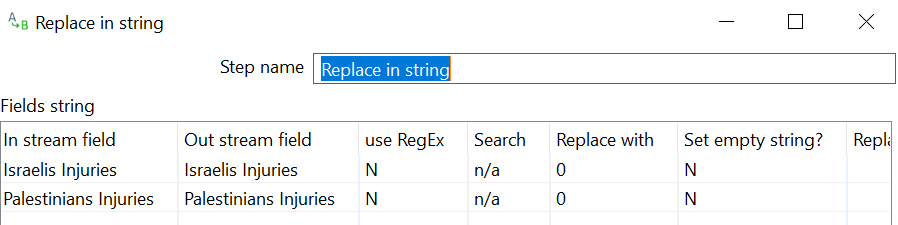 A B Replace in string
Step name Replace in string
Fields string
In stream field Out stream field use RegEx Search Replace with Set empty string? Repla
Israelis Injuries Israelis Injuries N n/a 0 N
Palestinians Injuries Palestinians Injuries N n/a 0 N